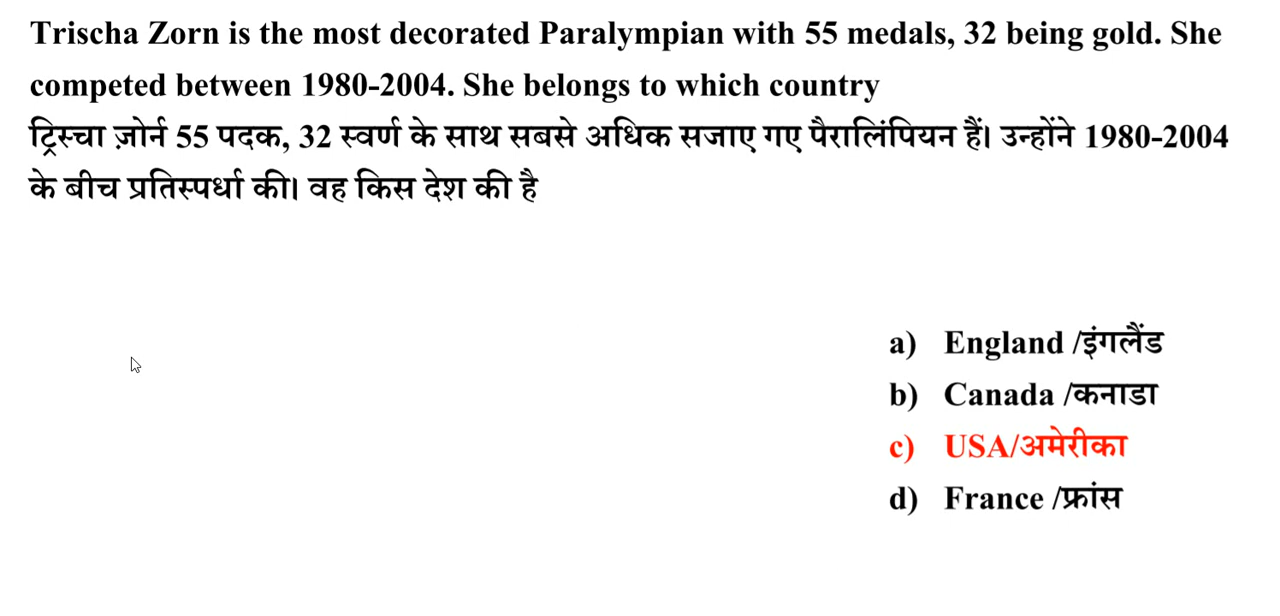 Trischa Zorn is the most decorated Paralympian with 55 medals, 32 being gold. She
competed between 1980-2004. She belongs to which country
ट्रिस्चा ज़ोर्न 55 पदक, 32 स्वर्ण के साथ सबसे अधिक सजाए गए पैरालिंपियन हैं। उन्होंने 1980-2004
के बीच प्रतिस्पर्धा की। वह किस देश की है
a) England /इंगलैंड
b) Canada /कनाडा
c) USA/अमेरीका
d) France /फ्रांस